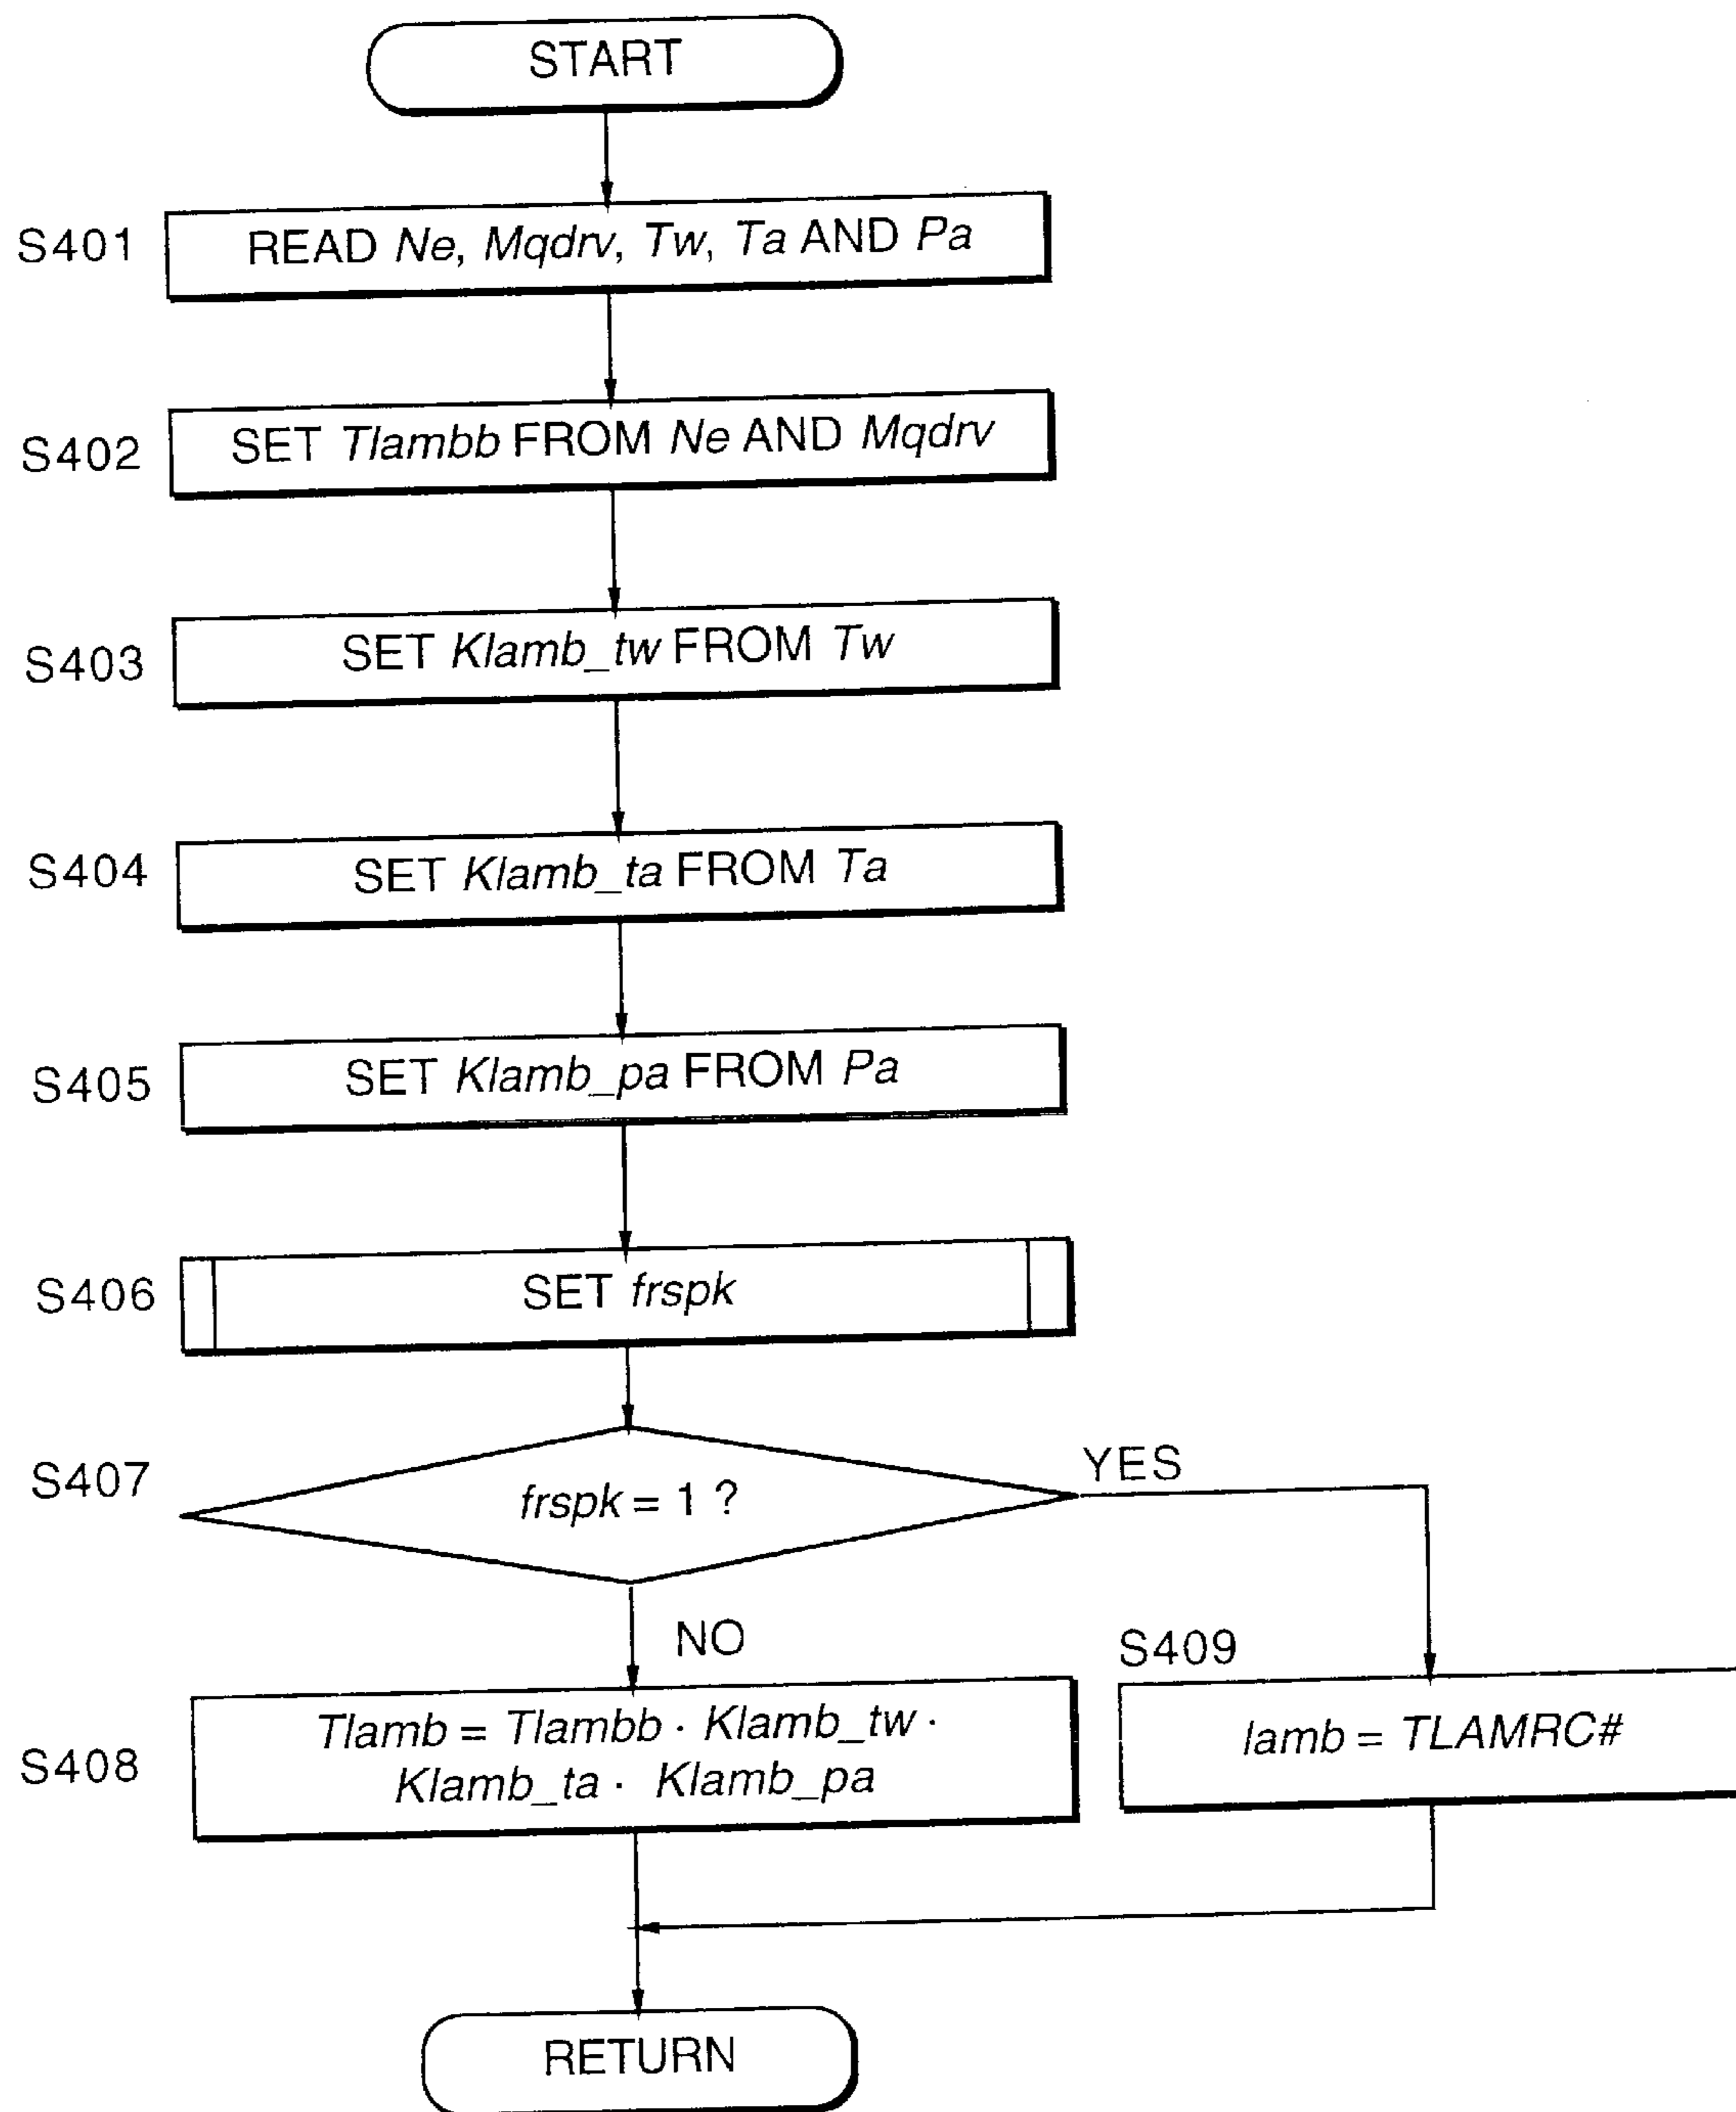 START
S401
READ Ne, Mqdrv, Tw, Ta AND Pa
S402
SET Tlambb FROM Ne AND Mqdrv
S403
SET Klamb_tw FROM Tw
S404
SET Klamb_ta FROM Ta
S405
SET Klamb_pa FROM Pa
S406
SET frspk
S407
frspk = 1 ?
YES
NO
S408
Tlamb = Tlambb · Klamb_tw ·
Klamb_ta · Klamb_pa
S409
lamb = TLAMRC#
RETURN